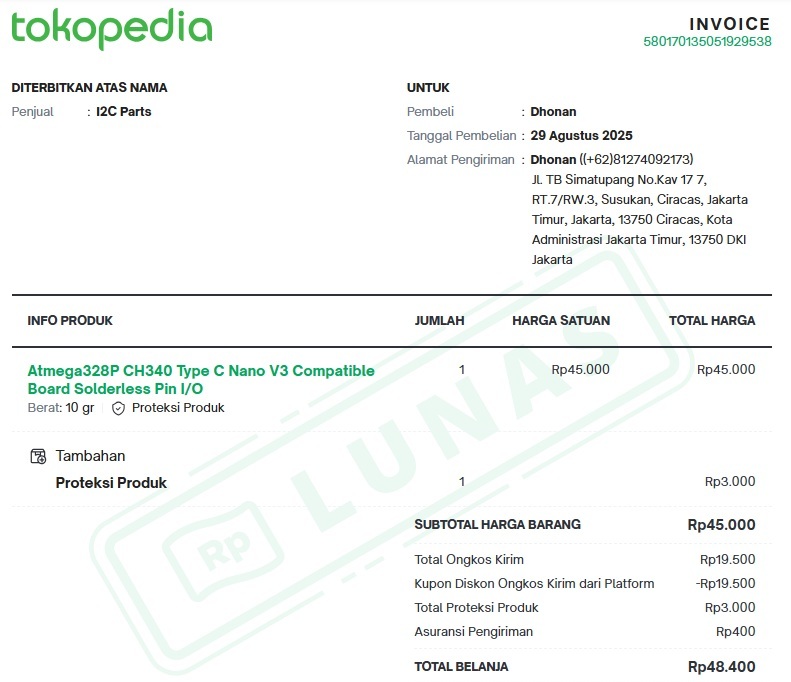 tokopedia
INVOICE
580170135051929538
DITERBITKAN ATAS NAMA
Penjual : I2C Parts
UNTUK
Pembeli : Dhonan
Tanggal Pembelian : 29 Agustus 2025
Alamat Pengiriman : Dhonan ((+62)81274092173)
Jl. TB Simatupang No.Kav 17 7,
RT.7/RW.3, Susukan, Ciracas, Jakarta
Timur, Jakarta, 13750 Ciracas, Kota
Administrasi Jakarta Timur, 13750 DKI
Jakarta
INFO PRODUK JUMLAH HARGA SATUAN TOTAL HARGA
Atmega328P CH340 Type C Nano V3 Compatible 1 Rp45.000 Rp45.000
Board Solderless Pin I/O
Berat: 10 gr Proteksi Produk
Tambahan
Proteksi Produk 1 Rp3.000
SUBTOTAL HARGA BARANG Rp45.000
Total Ongkos Kirim Rp19.500
Kupon Diskon Ongkos Kirim dari Platform -Rp19.500
Total Proteksi Produk Rp3.000
Asuransi Pengiriman Rp400
TOTAL BELANJA Rp48.400
Rp LUNAS